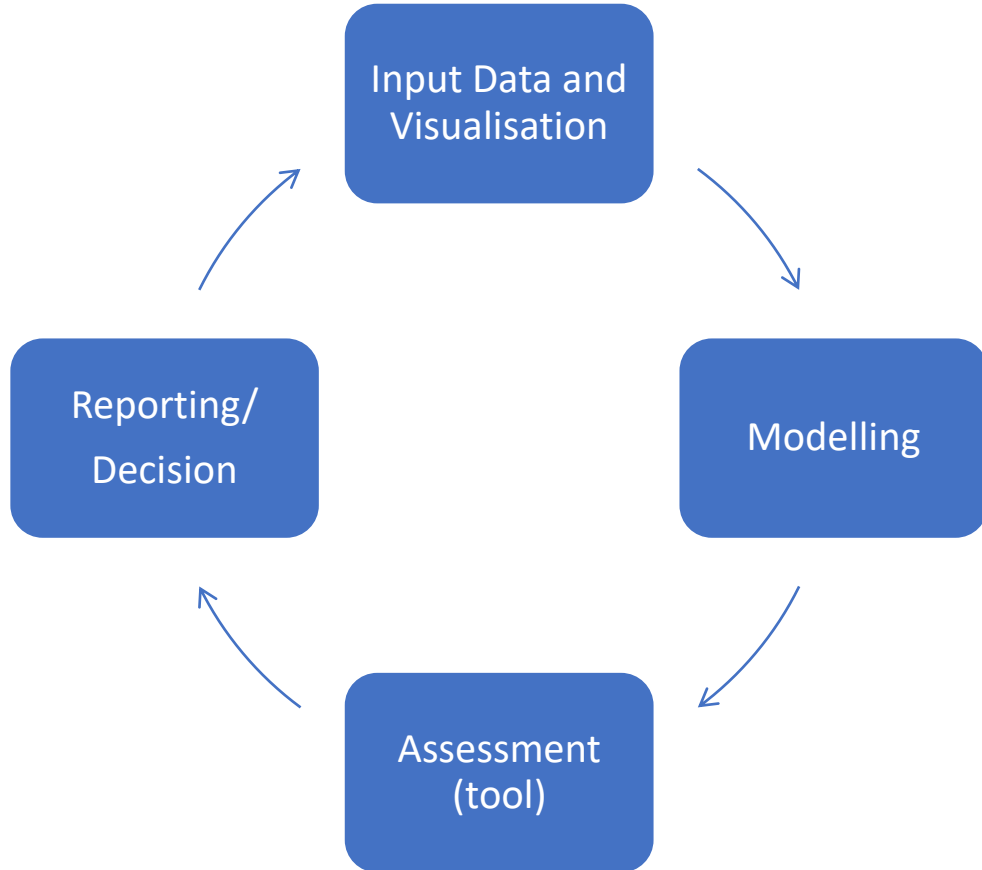 Input Data and
Visualisation
Reporting/
Decision
Modelling
Assessment
(tool)